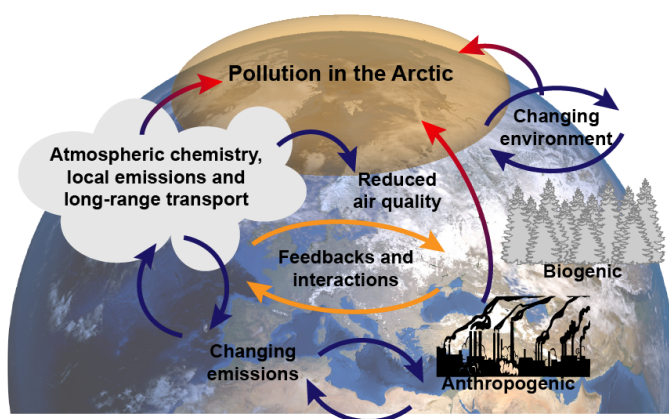 Pollution in the Arctic
Changing
environment
Atmospheric chemistry,
local emissions and
long-range transport
Reduced
air quality
Feedbacks and
interactions
Biogenic
Changing
emissions
Anthropogenic